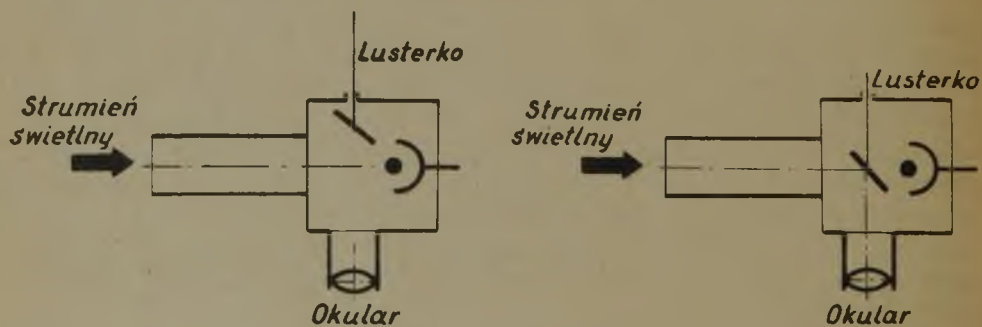 Lusterko
Strumień
świetlny
Okular
Lusterko
Strumień
świetlny
Okular